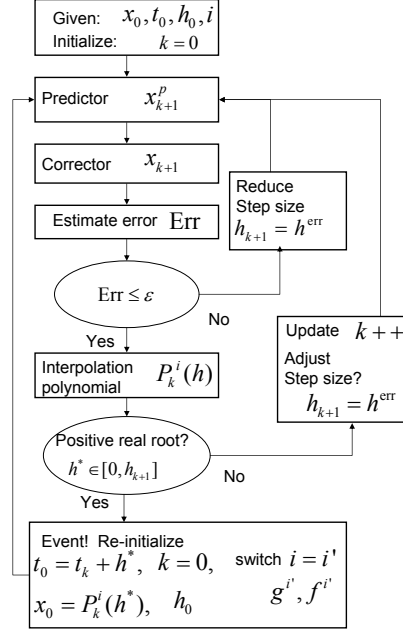 Given: x_0, t_0, h_0, i
Initialize: k = 0
Predictor x^p_{k+1}
Corrector x_{k+1}
Estimate error Err
Reduce
Step size
h_{k+1} = h^{err}
Err ≤ ε
No
Yes
Interpolation
polynomial P^i_k(h)
Update k++
Adjust
Step size?
h_{k+1} = h^{err}
Positive real root?
h^* ∈ [0, h_{k+1}]
No
Yes
Event! Re-initialize
t_0 = t_k + h^*, k = 0, switch i = i'
x_0 = P^i_k(h^*), h_0 g^{i'}, f^{i'}